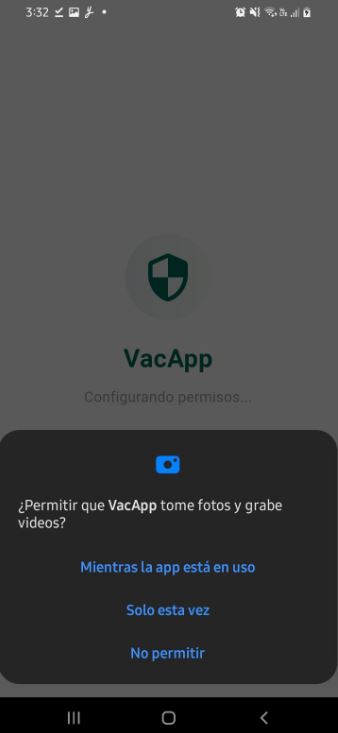 3:32
VacApp
Configurando permisos...
¿Permitir que VacApp tome fotos y grabe
videos?
Mientras la app está en uso
Solo esta vez
No permitir